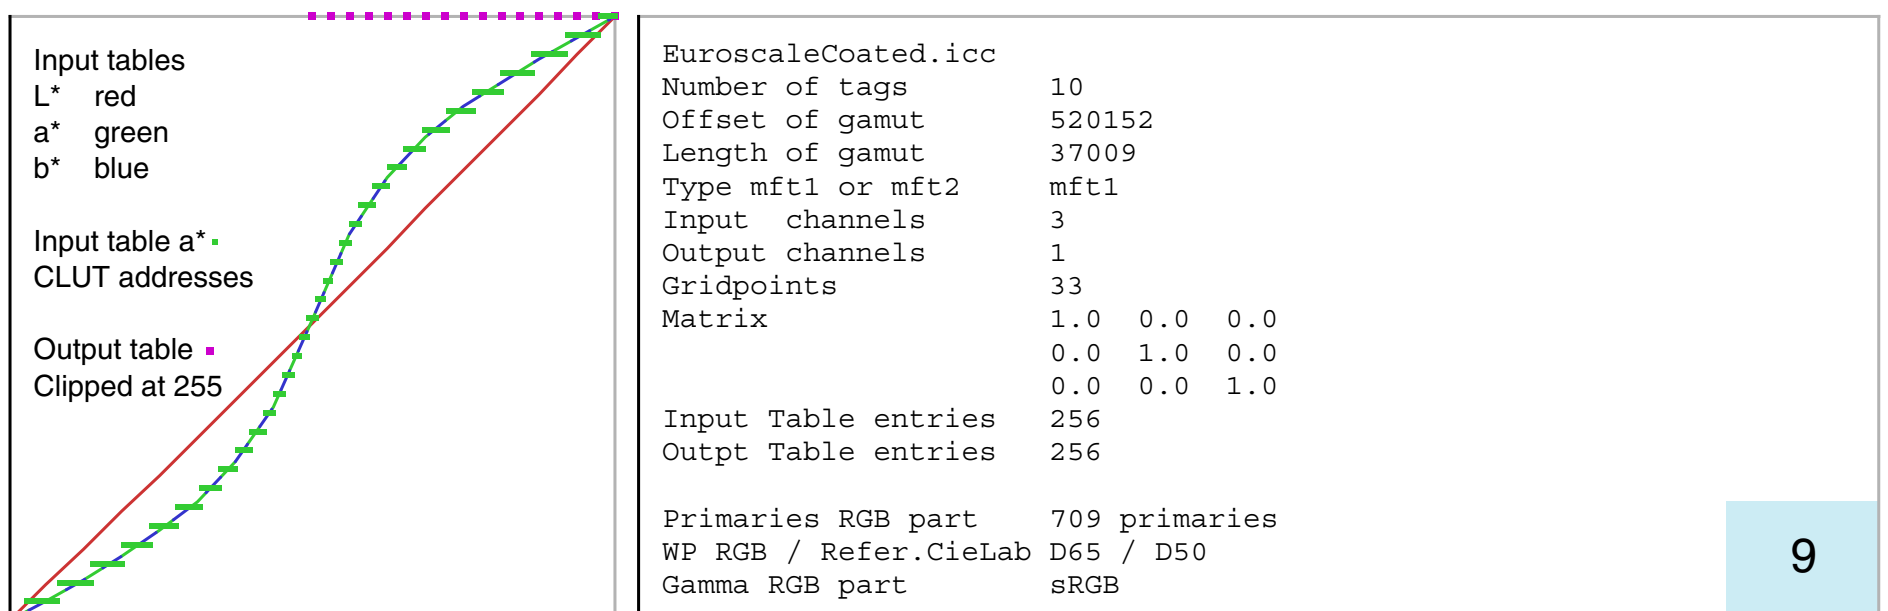 Input tables
L* red
a* green
b* blue
Input table a*
CLUT addresses
Output table
Clipped at 255
EuroscaleCoated.icc
Number of tags 10
Offset of gamut 520152
Length of gamut 37009
Type mft1 or mft2 mft1
Input channels 3
Output channels 1
Gridpoints 33
Matrix 1.0 0.0 0.0
0.0 1.0 0.0
0.0 0.0 1.0
Input Table entries 256
Outpt Table entries 256
Primaries RGB part 709 primaries
WP RGB / Refer.CieLab D65 / D50
Gamma RGB part sRGB
9